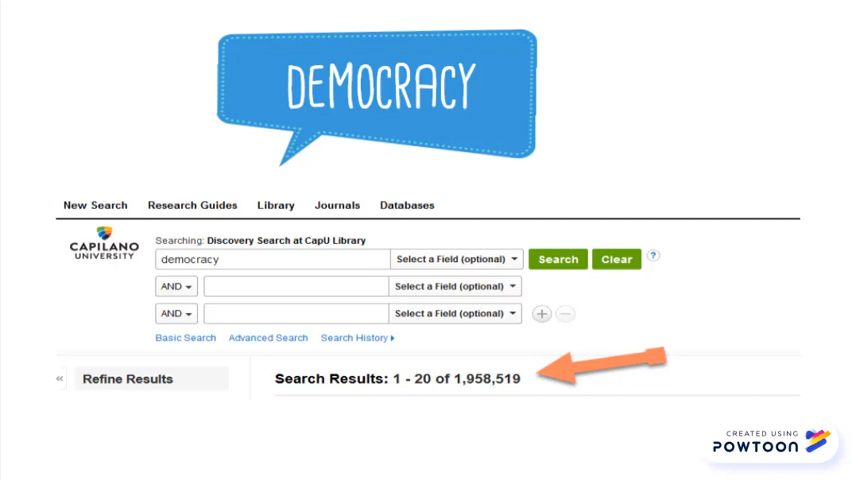 DEMOCRACY
New Search Research Guides Library Journals Databases
CAPILANO
UNIVERSITY
Searching: Discovery Search at CapU Library
democracy Select a Field (optional) Search Clear ?
AND Select a Field (optional)
AND Select a Field (optional)
Basic Search Advanced Search Search History
« Refine Results Search Results: 1 - 20 of 1,958,519
CREATED USING
POWTOON